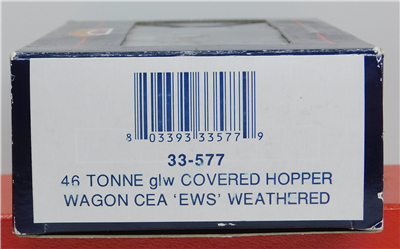 8 03393 33577 9
33-577
46 TONNE glw COVERED HOPPER
WAGON CEA 'EWS' WEATHERED